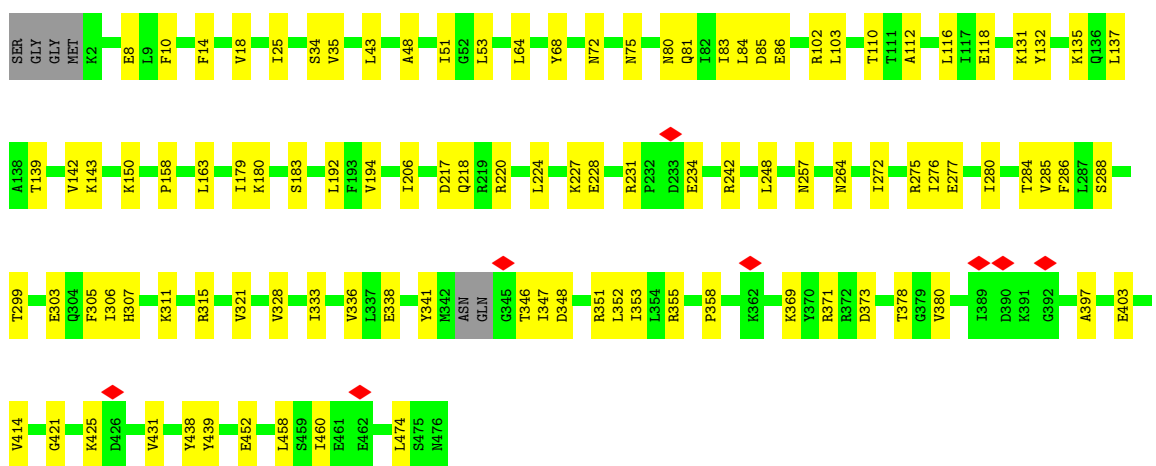 SER GLY GLY MET K2 E8 L9 F10 F14 V18 I25 S34 V35 L43 A48 I51 G52 L53 L64 Y68 N72 N75 N80 Q81 I82 I83 L84 D85 E86 R102 L103 T110 T111 A112 L116 I117 E118 K131 Y132 K135 Q136 L137
A138 T139 V142 K143 K150 P158 L163 I179 K180 S183 L192 F193 V194 I206 D217 Q218 R219 R220 L224 K227 E228 R231 P232 D233 E234 R242 L248 N257 N264 I272 R275 I276 E277 I280 T284 V285 F286 L287 S288
T299 E303 Q304 F305 I306 H307 K311 R315 V321 V328 I333 V336 L337 E338 Y341 M342 ASN GLN G345 T346 I347 D348 R351 L352 I353 L354 R355 P358 K362 K369 Y370 R371 R372 D373 T378 G379 V380 I389 D390 K391 G392 A397 E403
V414 G421 K425 D426 V431 Y438 Y439 E452 L458 S459 I460 E461 E462 L474 S475 N476